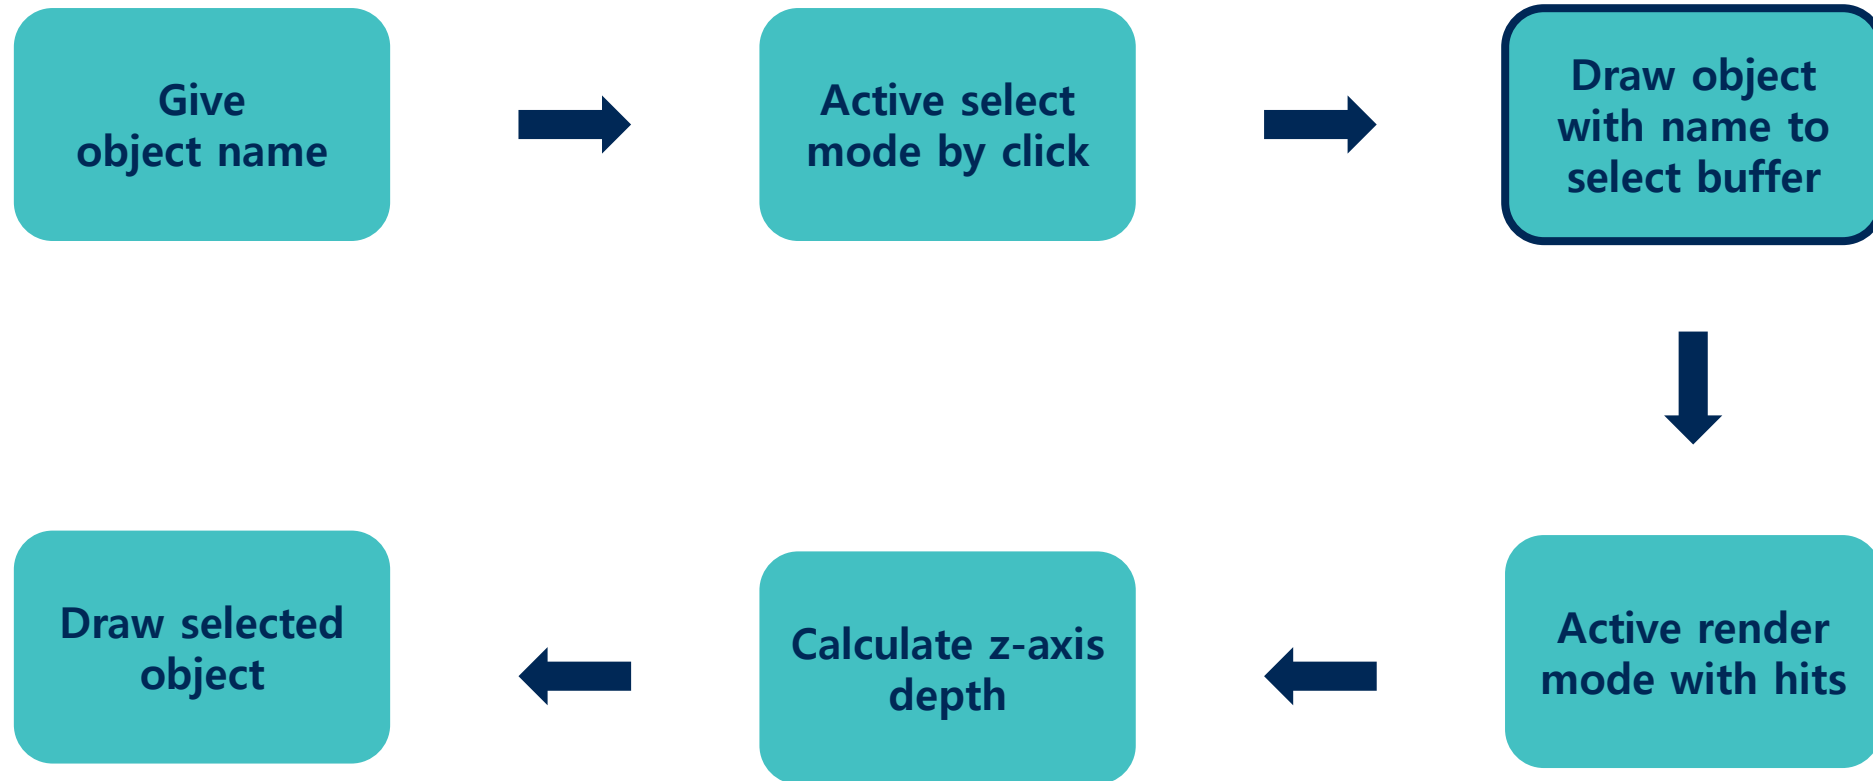 Give
object name
Active select
mode by click
Draw object
with name to
select buffer
Draw selected
object
Calculate z-axis
depth
Active render
mode with hits